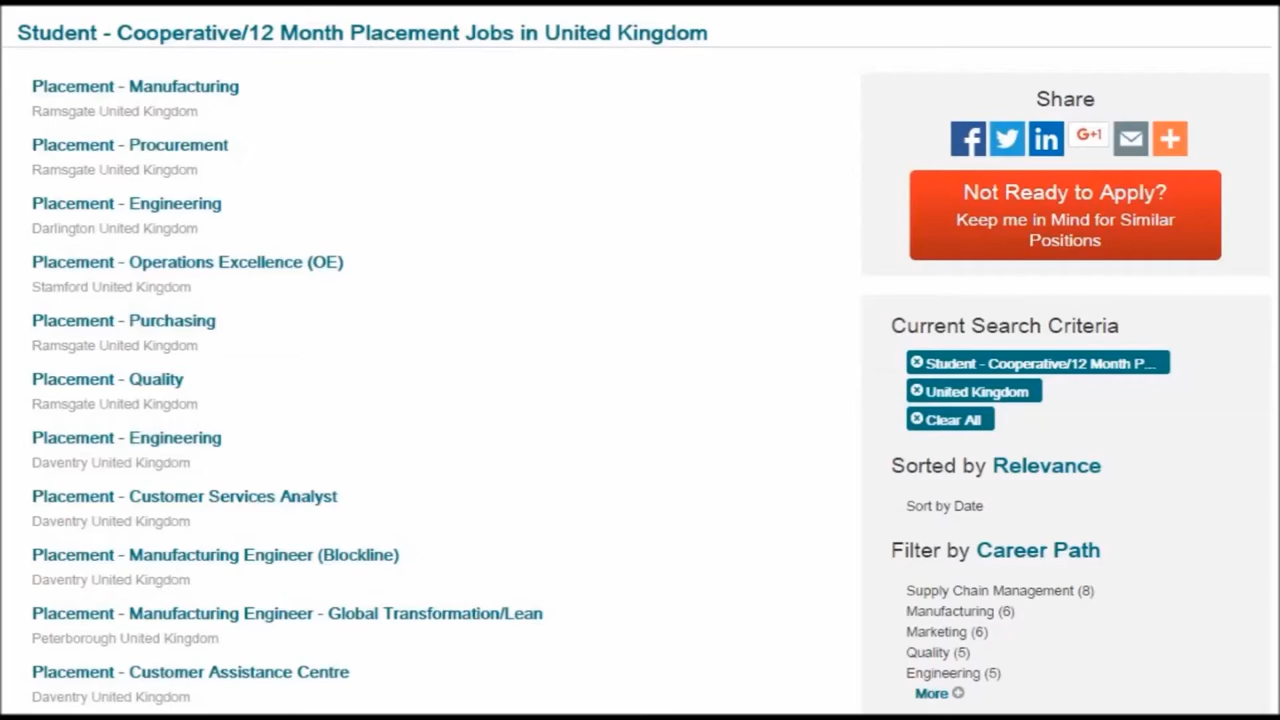 Student - Cooperative/12 Month Placement Jobs in United Kingdom
Placement - Manufacturing
Ramsgate United Kingdom
Placement - Procurement
Ramsgate United Kingdom
Placement - Engineering
Darlington United Kingdom
Placement - Operations Excellence (OE)
Stamford United Kingdom
Placement - Purchasing
Ramsgate United Kingdom
Placement - Quality
Ramsgate United Kingdom
Placement - Engineering
Daventry United Kingdom
Placement - Customer Services Analyst
Daventry United Kingdom
Placement - Manufacturing Engineer (Blockline)
Daventry United Kingdom
Placement - Manufacturing Engineer - Global Transformation/Lean
Peterborough United Kingdom
Placement - Customer Assistance Centre
Daventry United Kingdom
Share
f in G+1
Not Ready to Apply?
Keep me in Mind for Similar
Positions
Current Search Criteria
Student - Cooperative/12 Month P...
United Kingdom
Clear All
Sorted by Relevance
Sort by Date
Filter by Career Path
Supply Chain Management (8)
Manufacturing (6)
Marketing (6)
Quality (5)
Engineering (5)
More